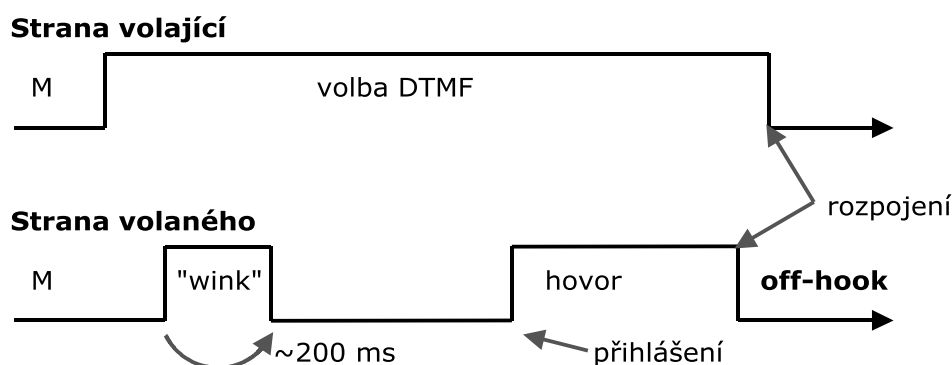 Strana volající
M
volba DTMF
rozpojení
Strana volaného
M
"wink"
hovor
off-hook
~200 ms
přihlášení